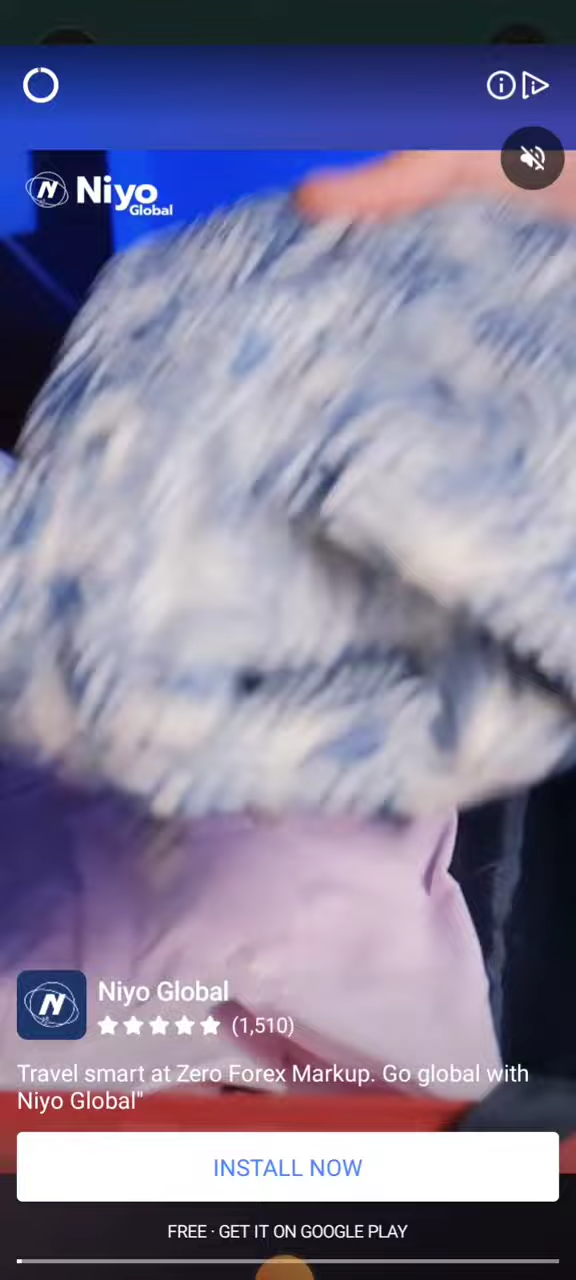 Niyo
Global
Niyo Global
(1,510)
Travel smart at Zero Forex Markup. Go global with
Niyo Global"
INSTALL NOW
FREE · GET IT ON GOOGLE PLAY